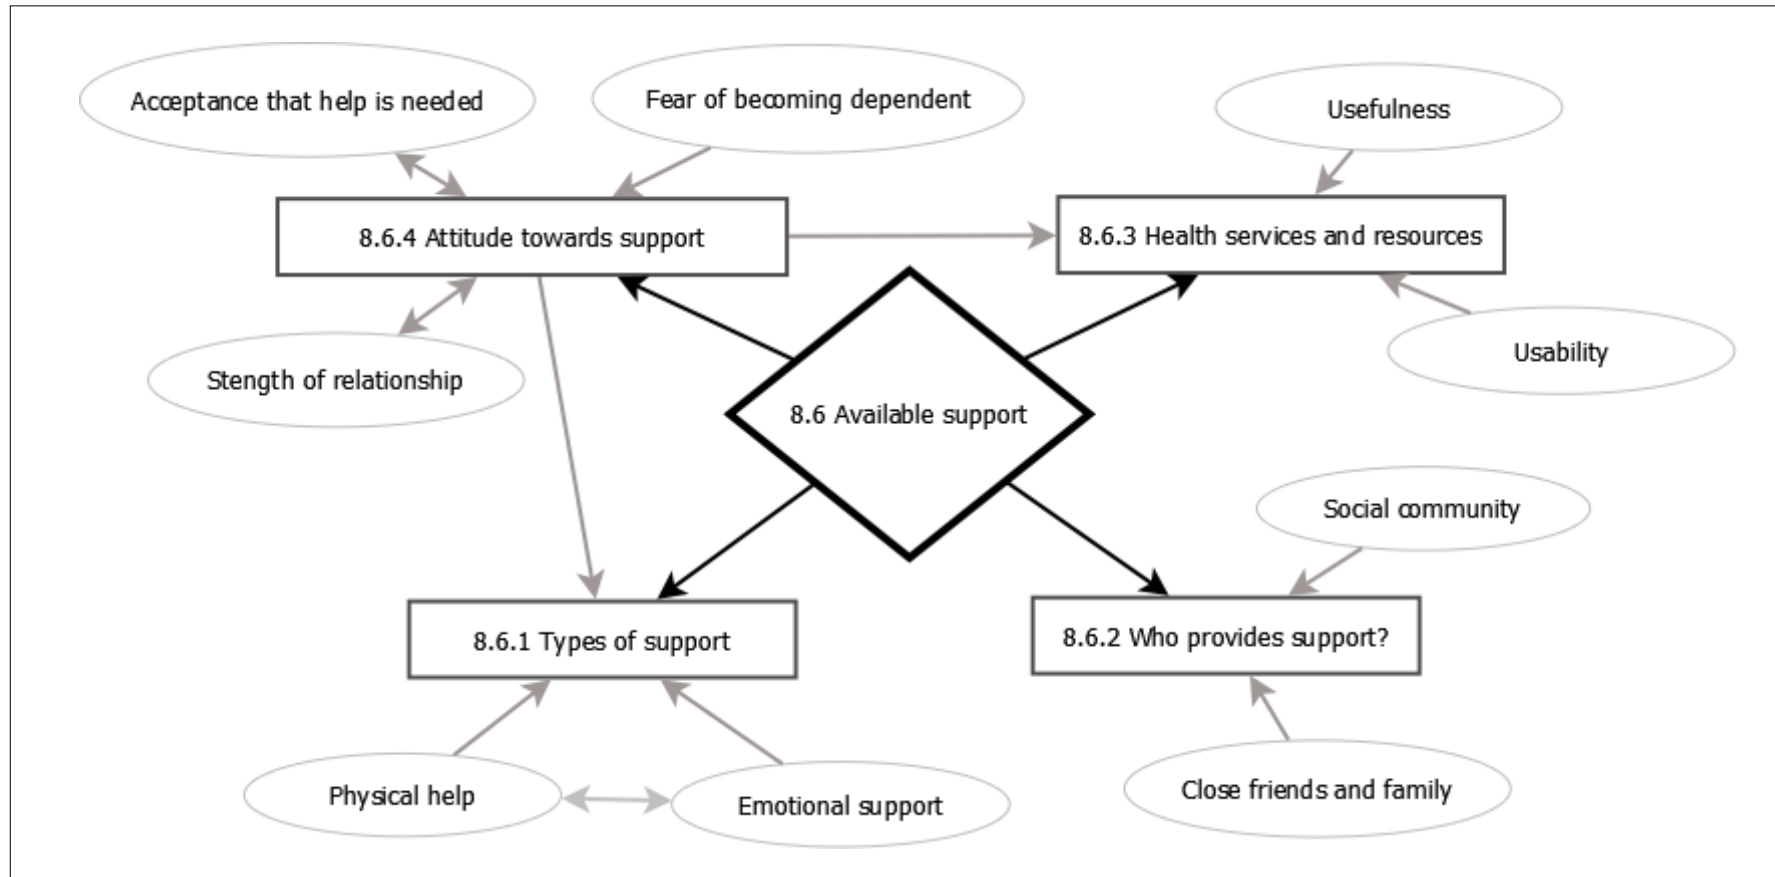 Acceptance that help is needed
Fear of becoming dependent
Usefulness
8.6.4 Attitude towards support
8.6.3 Health services and resources
Usability
Stength of relationship
8.6 Available support
Social community
8.6.1 Types of support
8.6.2 Who provides support?
Physical help
Emotional support
Close friends and family